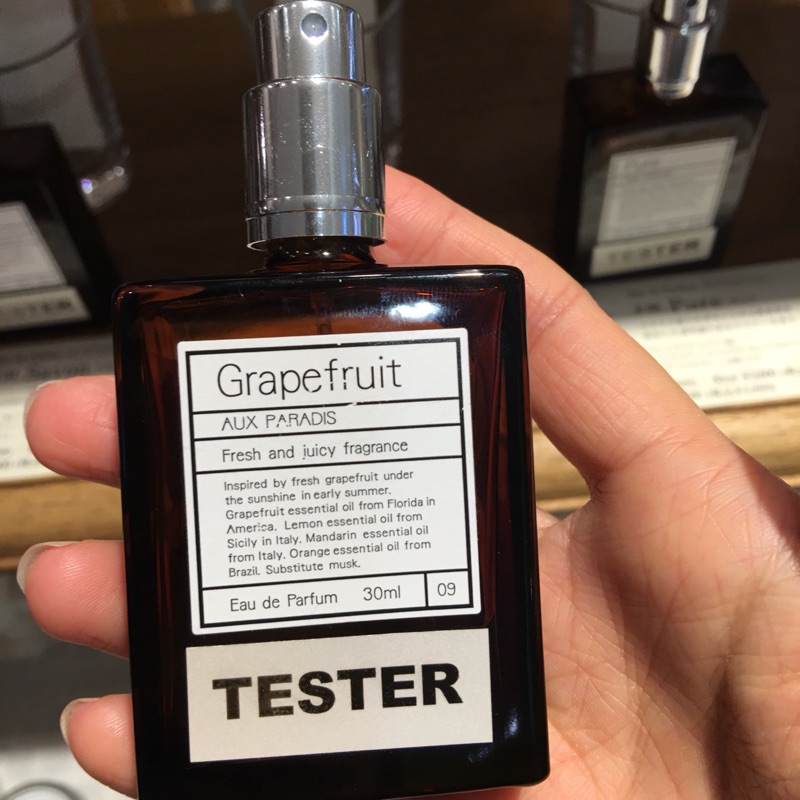 Grapefruit
AUX PARADIS
Fresh and juicy fragrance
Inspired by fresh grapefruit under
the sunshine in early summer.
Grapefruit essential oil from Florida in
America. Lemon essential oil from
Sicily in Italy. Mandarin essential oil
from Italy. Orange essential oil from
Brazil. Substitute musk.
Eau de Parfum 30ml 09
TESTER
TESTER
TESTER